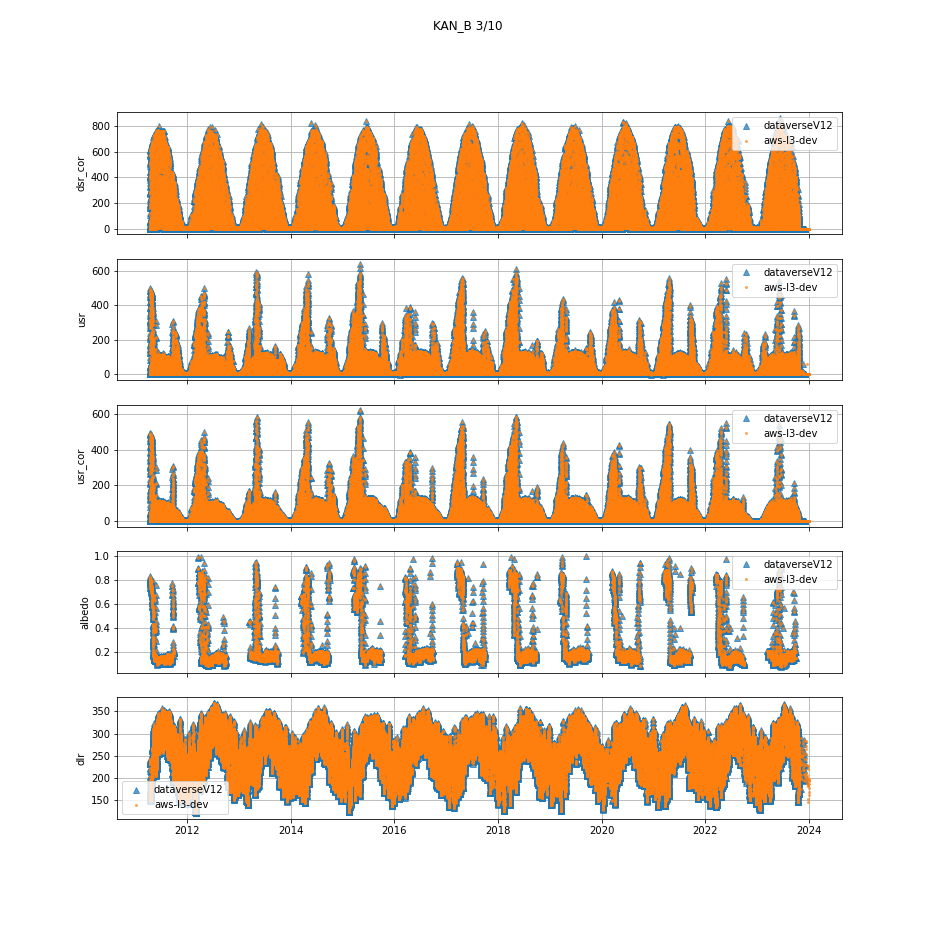 KAN_B 3/10
dsr_cor
800
600
400
200
0
dataverseV12
aws-l3-dev
usr
600
400
200
0
dataverseV12
aws-l3-dev
usr_cor
600
400
200
0
dataverseV12
aws-l3-dev
albedo
1.0
0.8
0.6
0.4
0.2
dataverseV12
aws-l3-dev
dlr
350
300
250
200
150
dataverseV12
aws-l3-dev
2012 2014 2016 2018 2020 2022 2024